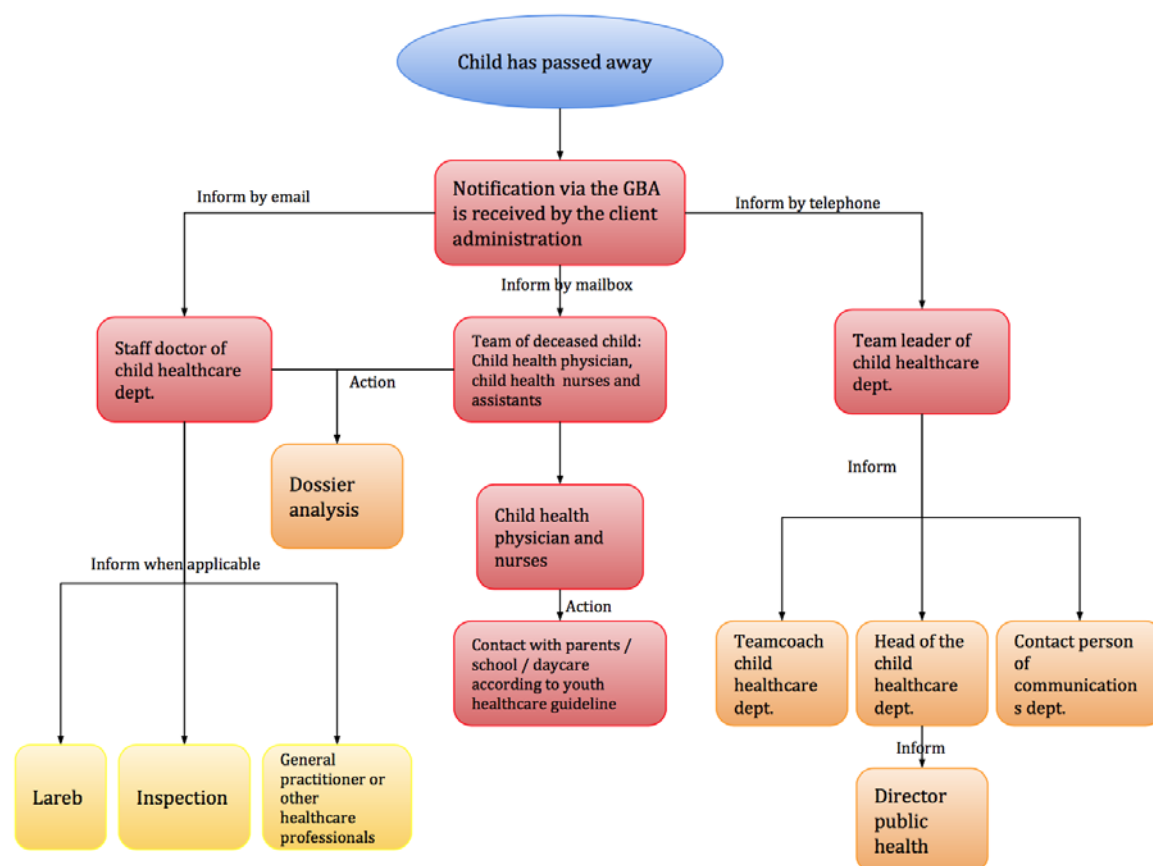 Child has passed away
Notification via the GBA
is received by the client
administration
Inform by email
Inform by telephone
Inform by mailbox
Staff doctor of
child healthcare
dept.
Team of deceased child:
Child health physician,
child health nurses and
assistants
Team leader of
child healthcare
dept.
Action
Dossier
analysis
Inform
Child health
physician and
nurses
Inform when applicable
Action
Contact with parents /
school / daycare
according to youth
healthcare guideline
Teamcoach
child
healthcare
dept.
Head of the
child
healthcare
dept.
Contact person
of
communication
s dept.
Inform
Lareb
Inspection
General
practitioner or
other
healthcare
professionals
Director
public
health